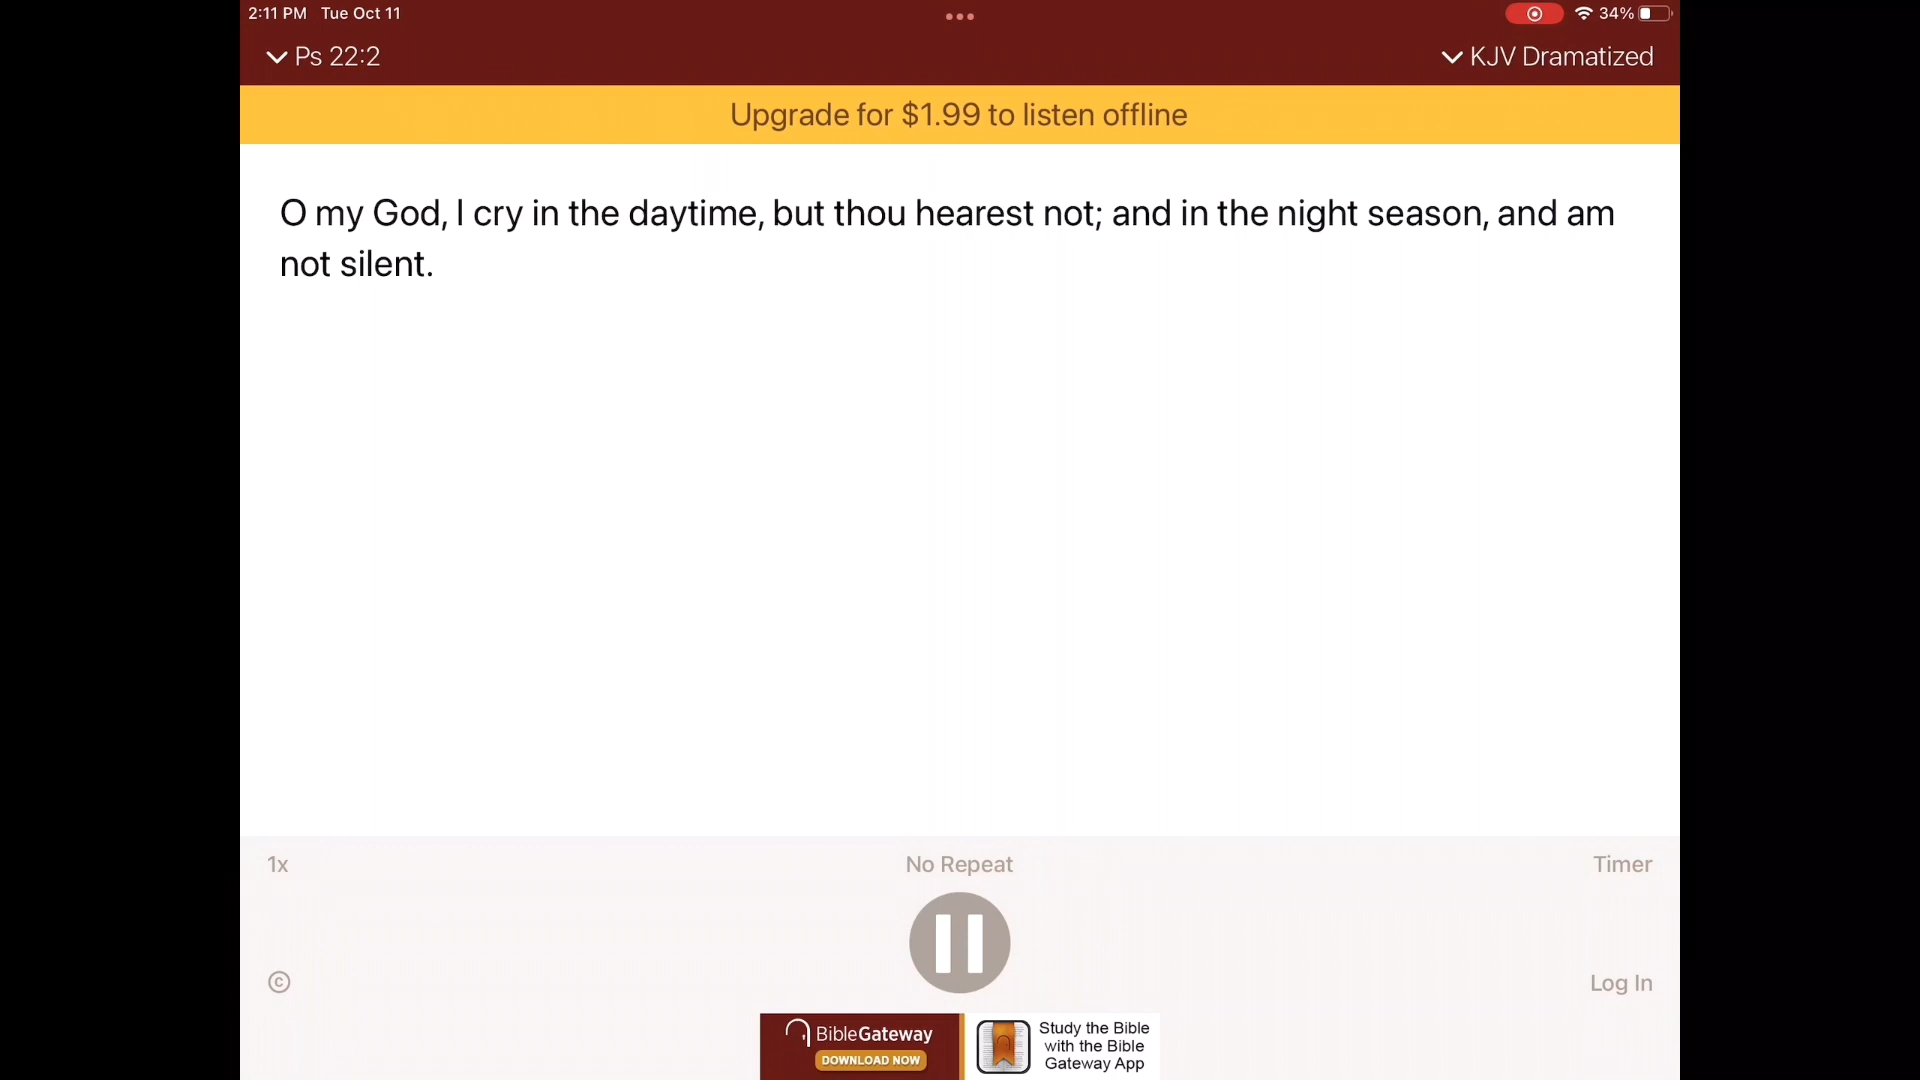 2:11 PM Tue Oct 11
34%
Ps 22:2
KJV Dramatized
Upgrade for $1.99 to listen offline
O my God, I cry in the daytime, but thou hearest not; and in the night season, and am
not silent.
1x
No Repeat
Timer
©
Log In
BibleGateway
DOWNLOAD NOW
Study the Bible
with the Bible
Gateway App